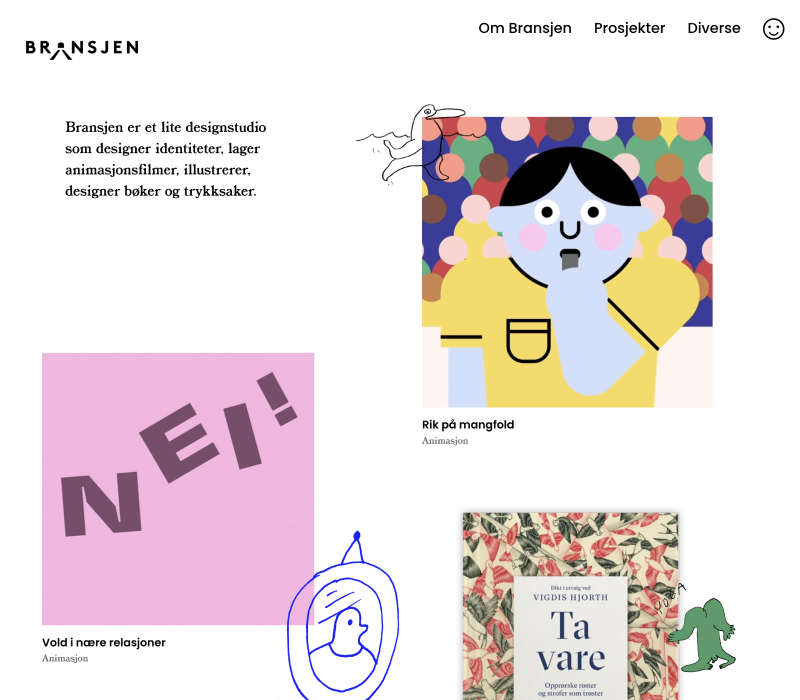 Om Bransjen Prosjekter Diverse
BRANSJEN
Bransjen er et lite designstudio
som designer identiteter, lager
animasjonsfilmer, illustrerer,
designer bøker og trykksaker.
Rik på mangfold
Animasjon
NEI!
Vold i nære relasjoner
Animasjon
Dikt i utvalg ved
VIGDIS HJORTH
Ta
vare
Opprørske røster
og strofer som trøster
YOGA